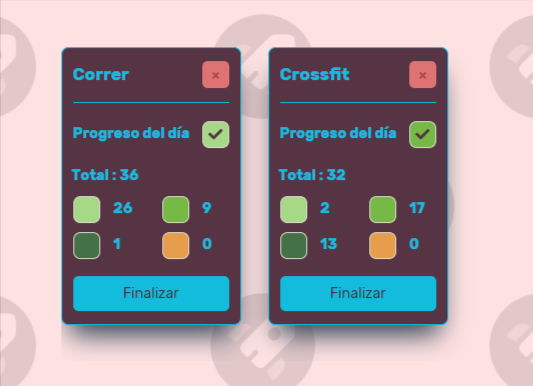 Correr ×
Progreso del día
Total : 36
26 9
1 0
Finalizar
Crossfit ×
Progreso del día
Total : 32
2 17
13 0
Finalizar